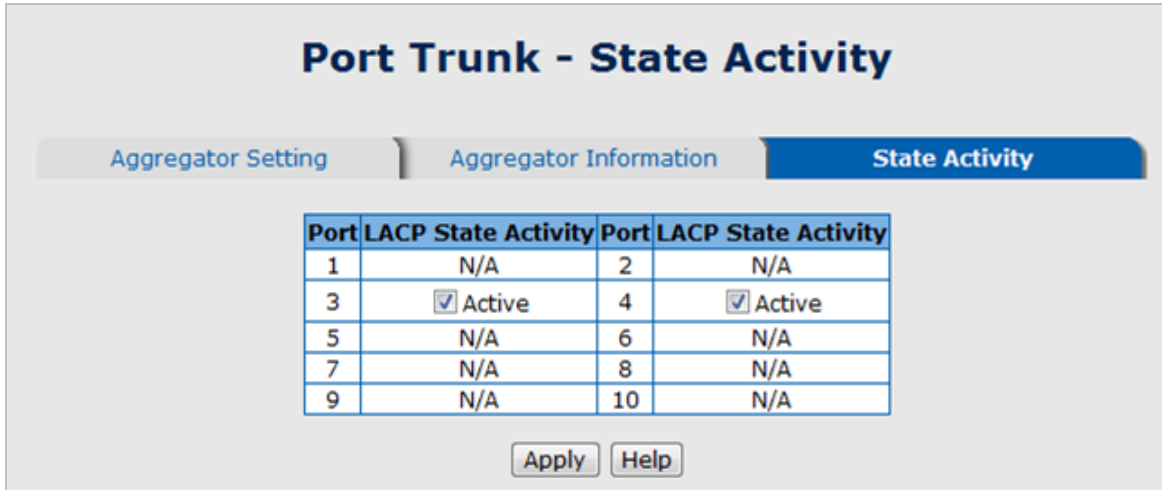 Port Trunk - State Activity
Aggregator Setting Aggregator Information State Activity
Port LACP State Activity Port LACP State Activity
1 N/A 2 N/A
3 Active 4 Active
5 N/A 6 N/A
7 N/A 8 N/A
9 N/A 10 N/A
Apply Help